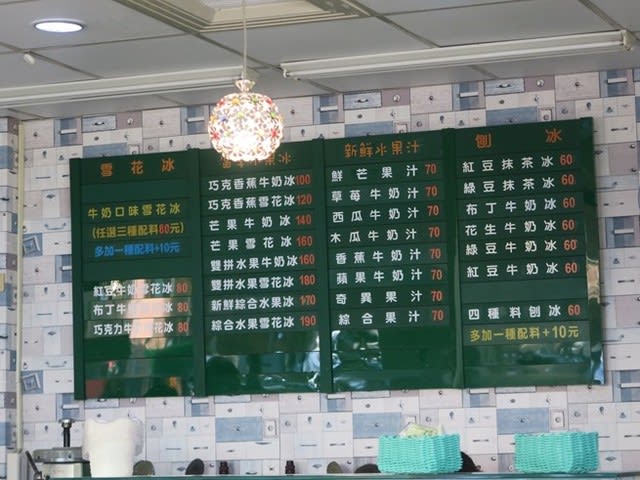 雪花冰
牛奶口味雪花冰
(任選三種配料80元)
多加一種配料+10元
紅豆牛奶雪花冰 80
布丁牛奶雪花冰 80
巧克力牛奶雪花冰 80
水果冰
巧克香蕉牛奶冰 100
巧克香蕉雪花冰 120
芒果牛奶冰 140
芒果雪花冰 160
雙拼水果牛奶冰 160
雙拼水果雪花冰 180
新鮮綜合水果冰 170
綜合水果雪花冰 190
新鮮水果汁
鮮芒果汁 70
草莓牛奶汁 70
西瓜牛奶汁 70
木瓜牛奶汁 70
香蕉牛奶汁 70
蘋果牛奶汁 70
奇異果汁 70
綜合果汁 70
刨冰
紅豆抹茶冰 60
綠豆抹茶冰 60
布丁牛奶冰 60
花生牛奶冰 60
綠豆牛奶冰 60
紅豆牛奶冰 60
四種料刨冰 60
多加一種配料+10元